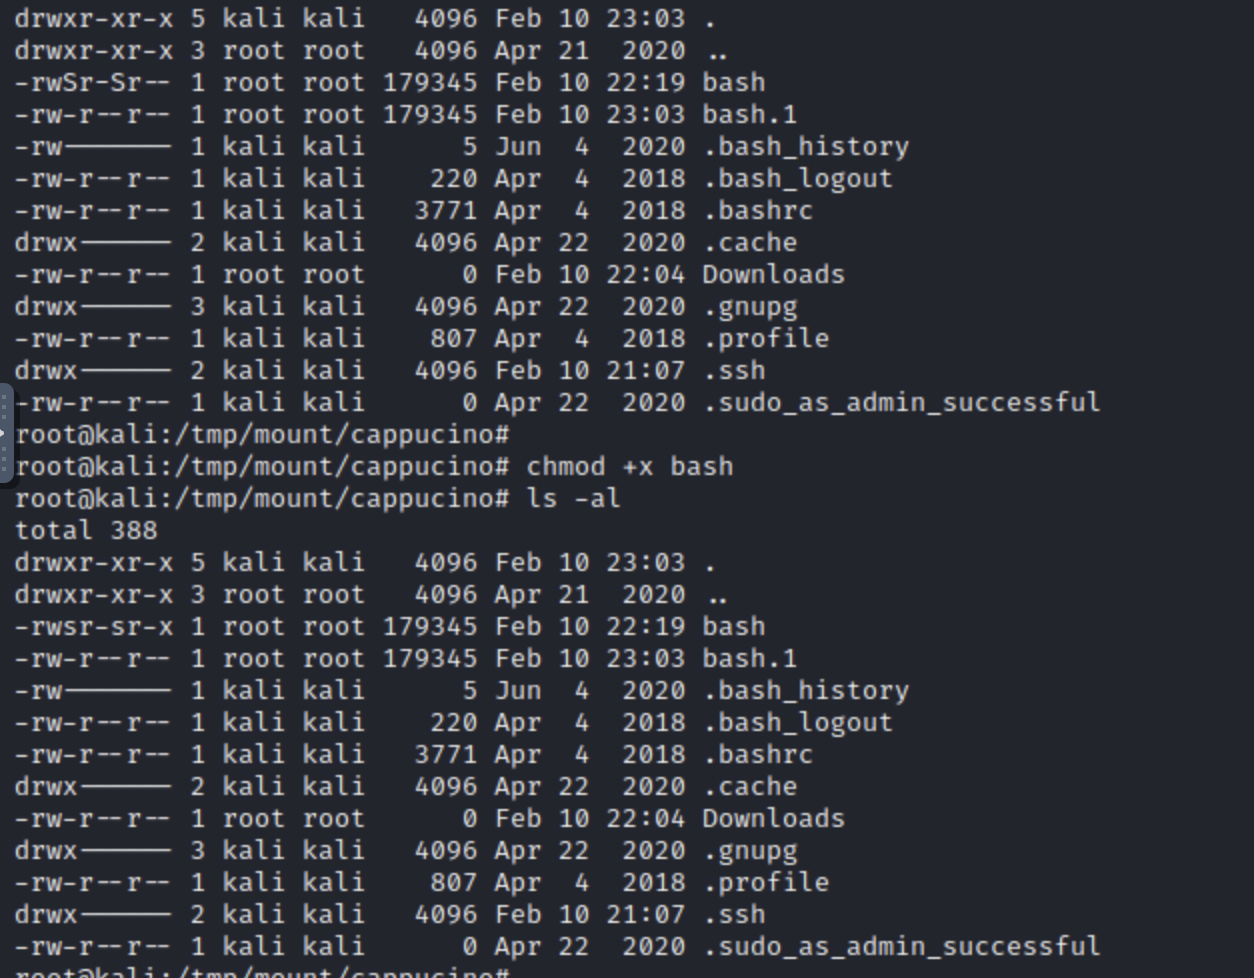 drwxr-xr-x 5 kali kali   4096 Feb 10 23:03 .
drwxr-xr-x 3 root root   4096 Apr 21  2020 ..
-rwSr-Sr-- 1 root root 179345 Feb 10 22:19 bash
-rw-r--r-- 1 root root 179345 Feb 10 23:03 bash.1
-rw------- 1 kali kali      5 Jun  4  2020 .bash_history
-rw-r--r-- 1 kali kali    220 Apr  4  2018 .bash_logout
-rw-r--r-- 1 kali kali   3771 Apr  4  2018 .bashrc
drwx------ 2 kali kali   4096 Apr 22  2020 .cache
-rw-r--r-- 1 root root      0 Feb 10 22:04 Downloads
drwx------ 3 kali kali   4096 Apr 22  2020 .gnupg
-rw-r--r-- 1 kali kali    807 Apr  4  2018 .profile
drwx------ 2 kali kali   4096 Feb 10 21:07 .ssh
-rw-r--r-- 1 kali kali      0 Apr 22  2020 .sudo_as_admin_successful
root@kali:/tmp/mount/cappucino#
root@kali:/tmp/mount/cappucino# chmod +x bash
root@kali:/tmp/mount/cappucino# ls -al
total 388
drwxr-xr-x 5 kali kali   4096 Feb 10 23:03 .
drwxr-xr-x 3 root root   4096 Apr 21  2020 ..
-rwsr-sr-x 1 root root 179345 Feb 10 22:19 bash
-rw-r--r-- 1 root root 179345 Feb 10 23:03 bash.1
-rw------- 1 kali kali      5 Jun  4  2020 .bash_history
-rw-r--r-- 1 kali kali    220 Apr  4  2018 .bash_logout
-rw-r--r-- 1 kali kali   3771 Apr  4  2018 .bashrc
drwx------ 2 kali kali   4096 Apr 22  2020 .cache
-rw-r--r-- 1 root root      0 Feb 10 22:04 Downloads
drwx------ 3 kali kali   4096 Apr 22  2020 .gnupg
-rw-r--r-- 1 kali kali    807 Apr  4  2018 .profile
drwx------ 2 kali kali   4096 Feb 10 21:07 .ssh
-rw-r--r-- 1 kali kali      0 Apr 22  2020 .sudo_as_admin_successful
root@kali:/tmp/mount/cappucino#